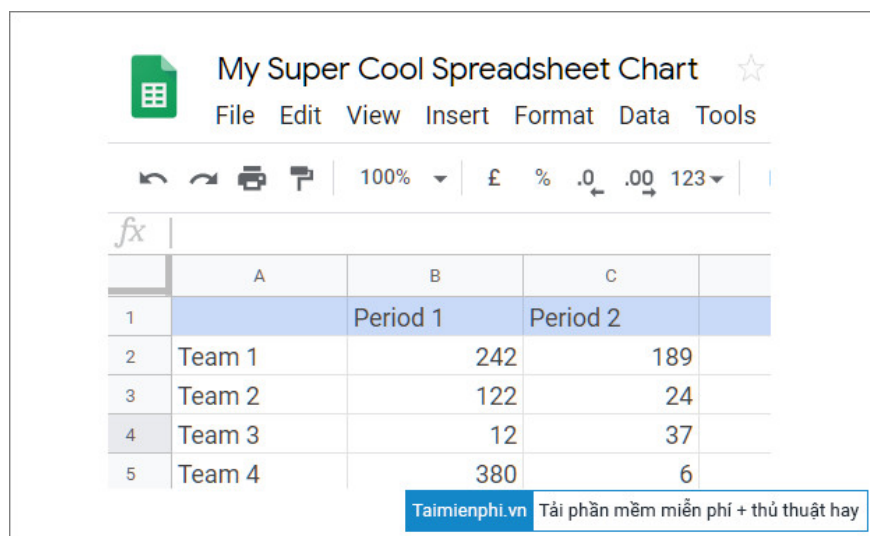 My Super Cool Spreadsheet Chart
File Edit View Insert Format Data Tools
100% £ % .0 .00 123
fx
A B C
1 Period 1 Period 2
2 Team 1 242 189
3 Team 2 122 24
4 Team 3 12 37
5 Team 4 380 6
Taimienphi.vn Tải phần mềm miễn phí + thủ thuật hay